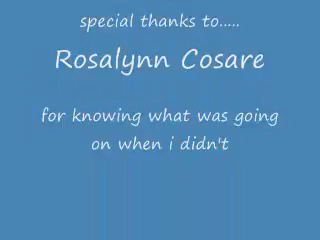 special thanks to.....
Rosalynn Cosare
for knowing what was going
on when i didn't